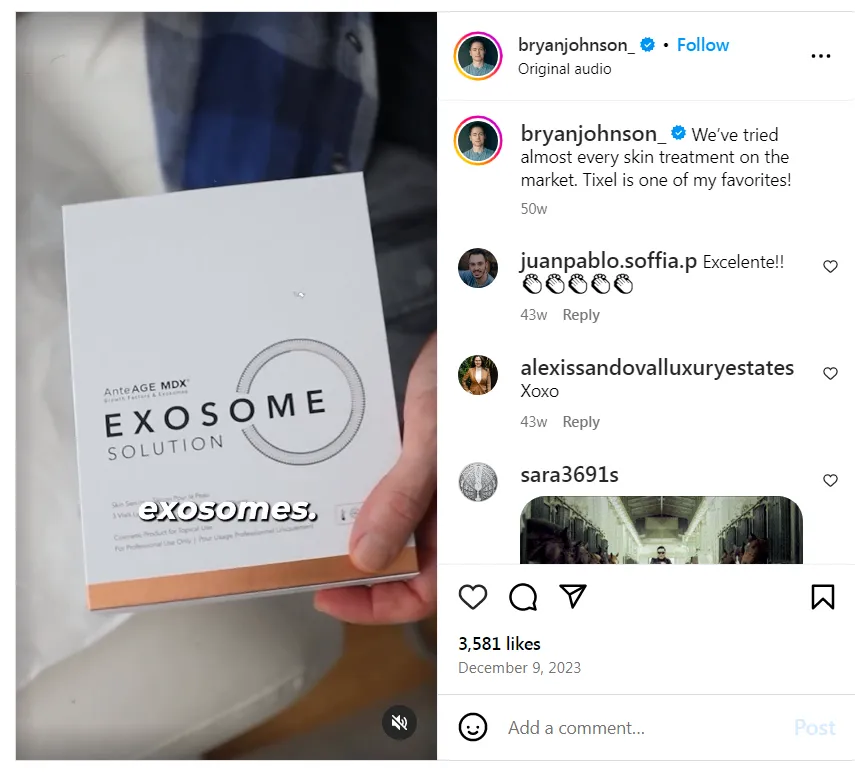 AnteAGE MDX®
Growth Factors & Exosomes
EXOSOME
SOLUTION
exosomes.
Cosmetic Product for Topical Use
For Professional Use Only | Pour Usage Professionnel Uniquement
bryanjohnson_ • Follow
Original audio
bryanjohnson_ We’ve tried
almost every skin treatment on the
market. Tixel is one of my favorites!
50w
juanpablo.soffia.p Excelente!!
👏👏👏👏👏
43w Reply
alexissandovalluxuryestates
Xoxo
43w Reply
sara3691s
3,581 likes
December 9, 2023
Add a comment...
Post